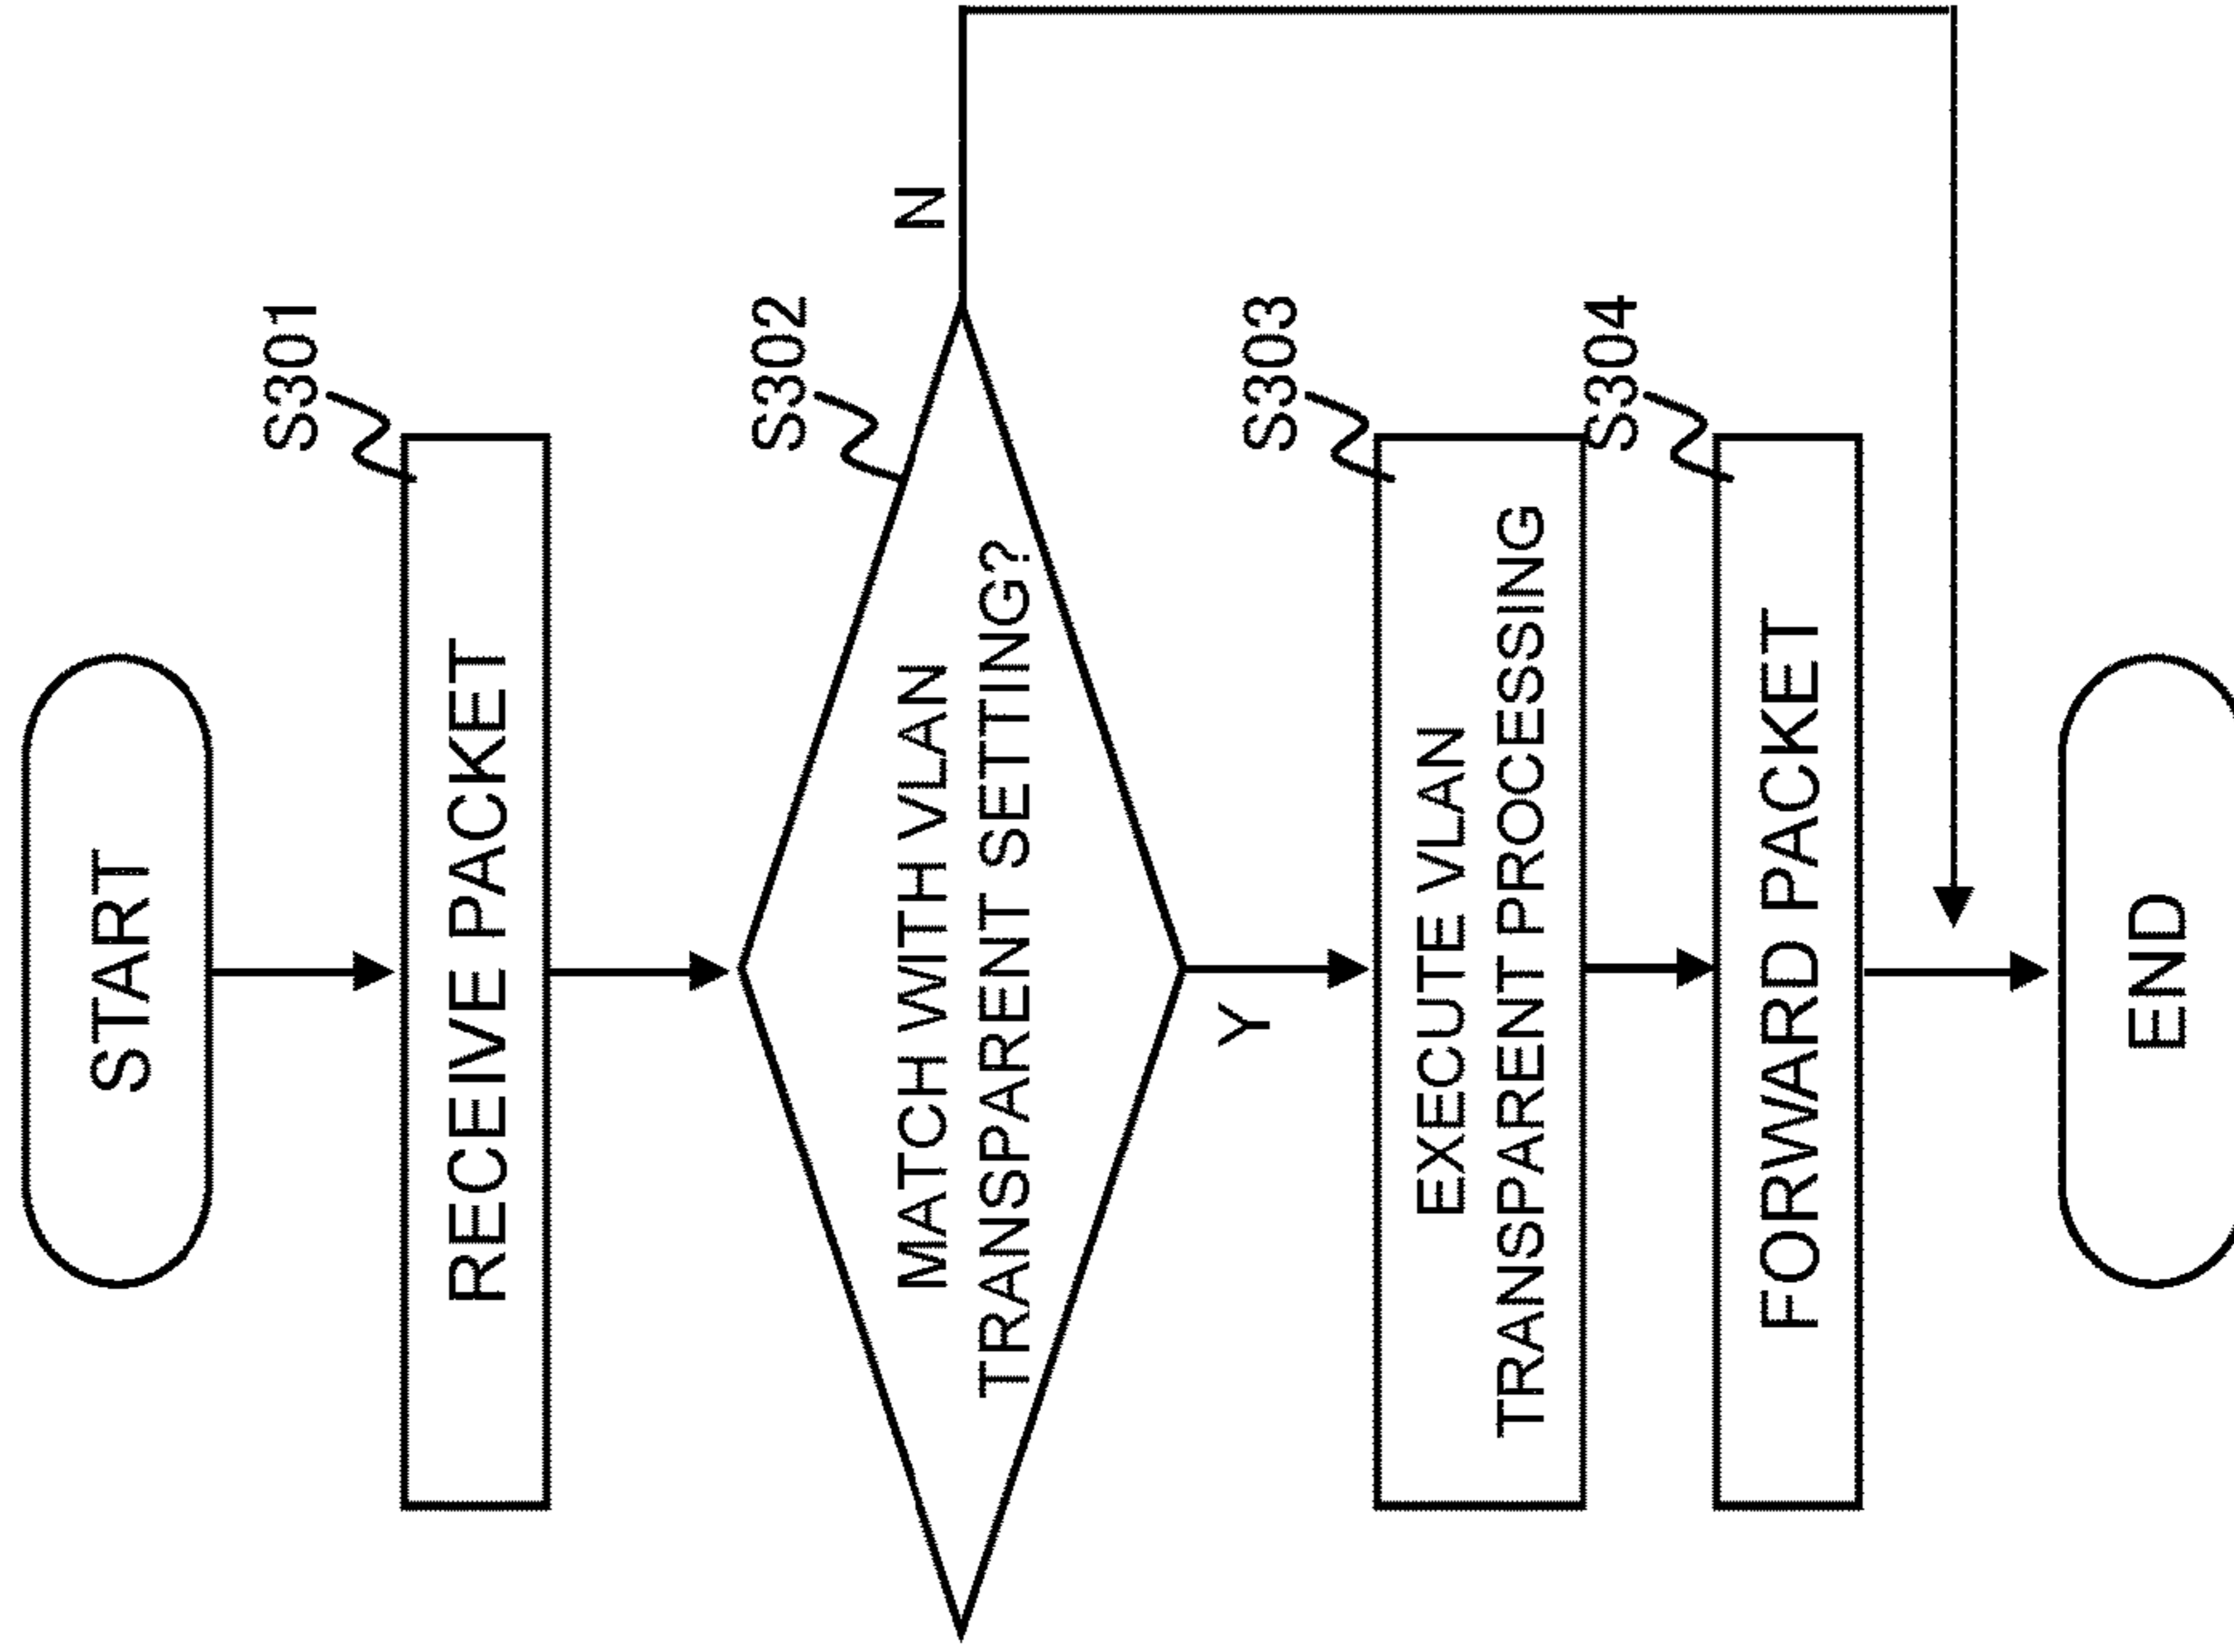 START
S301
RECEIVE PACKET
S302
MATCH WITH VLAN
TRANSPARENT SETTING?
N
Y
S303
EXECUTE VLAN
TRANSPARENT PROCESSING
S304
FORWARD PACKET
END